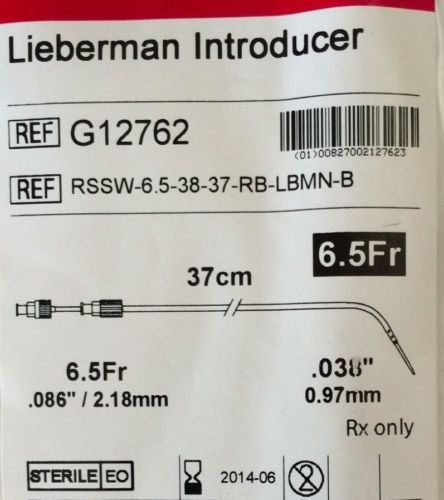 Lieberman Introducer
REF G12762
(01)00827002127623
REF RSSW-6.5-38-37-RB-LBMN-B
6.5Fr
37cm
6.5Fr .038"
.086" / 2.18mm 0.97mm
Rx only
STERILE EO 2014-06 2